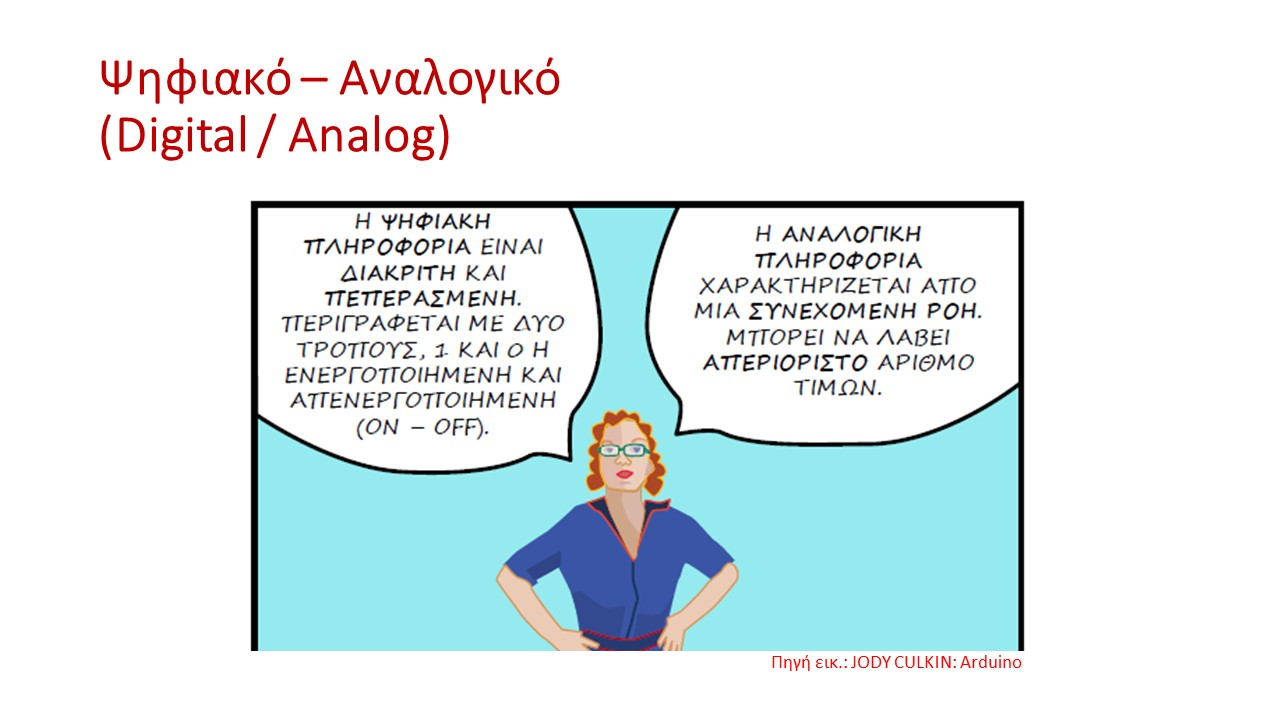 Ψηφιακό – Αναλογικό
(Digital / Analog)
Η ΨΗΦΙΑΚΗ
ΠΛΗΡΟΦΟΡΙΑ ΕΙΝΑΙ
ΔΙΑΚΡΙΤΗ ΚΑΙ
ΠΕΠΕΡΑΣΜΕΝΗ.
ΠΕΡΙΓΡΑΦΕΤΑΙ ΜΕ ΔΥΟ
ΤΡΟΠΟΥΣ, 1 ΚΑΙ 0 Η
ΕΝΕΡΓΟΠΟΙΗΜΕΝΗ ΚΑΙ
ΑΠΕΝΕΡΓΟΠΟΙΗΜΕΝΗ
(ON – OFF).
Η ΑΝΑΛΟΓΙΚΗ
ΠΛΗΡΟΦΟΡΙΑ
ΧΑΡΑΚΤΗΡΙΖΕΤΑΙ ΑΠΟ
ΜΙΑ ΣΥΝΕΧΟΜΕΝΗ ΡΟΗ.
ΜΠΟΡΕΙ ΝΑ ΛΑΒΕΙ
ΑΠΕΡΙΟΡΙΣΤΟ ΑΡΙΘΜΟ
ΤΙΜΩΝ.
Πηγή εικ.: JODY CULKIN: Arduino